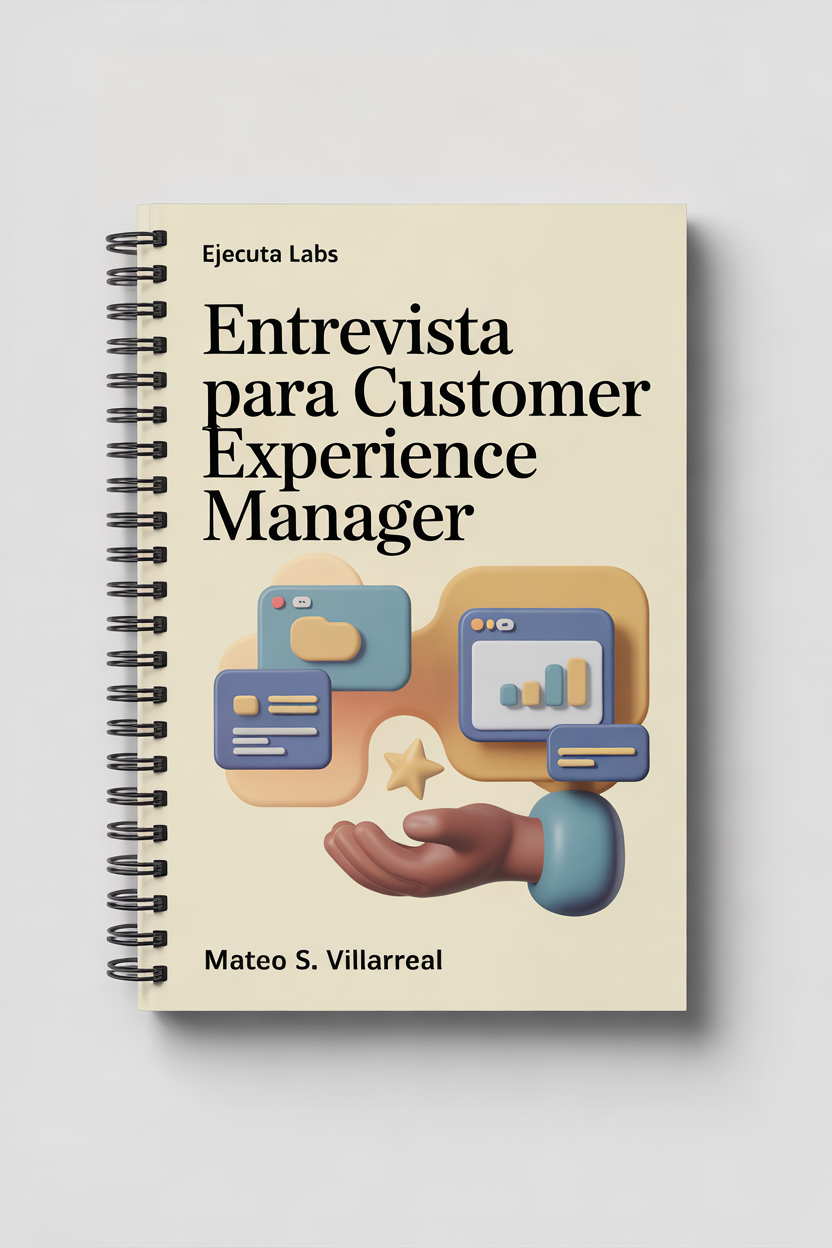 Ejecuta Labs
Entrevista
para Customer
Experience
Manager
Mateo S. Villarreal